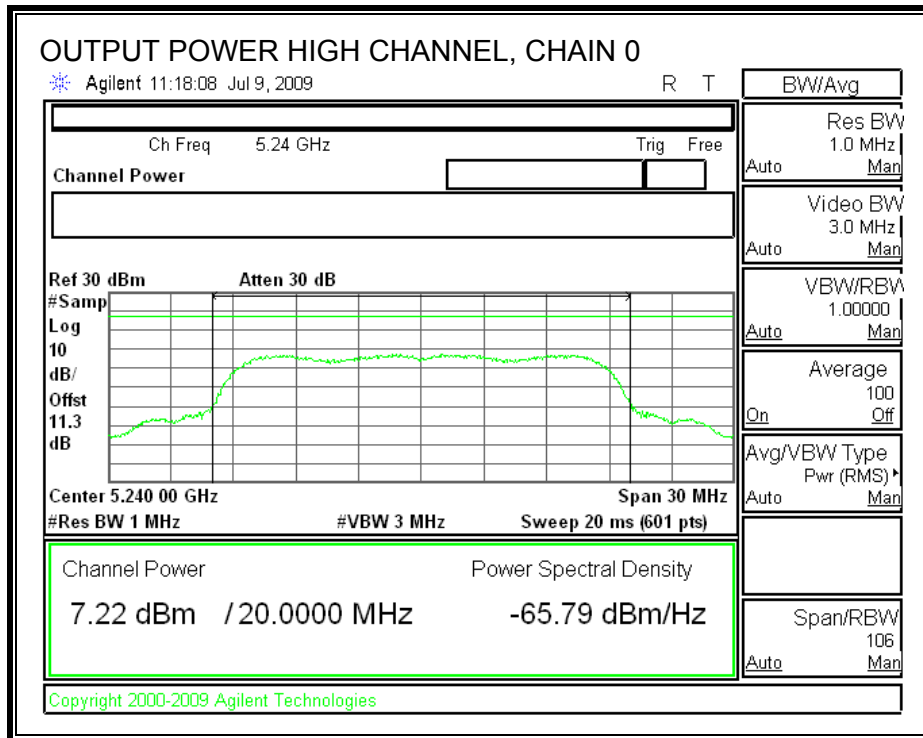 OUTPUT POWER HIGH CHANNEL, CHAIN 0
Agilent 11:18:08 Jul 9, 2009 R T
Ch Freq 5.24 GHz Trig Free
Channel Power
Ref 30 dBm Atten 30 dB
#Samp
Log
10
dB/
Offst
11.3
dB
Center 5.240 00 GHz Span 30 MHz
#Res BW 1 MHz #VBW 3 MHz Sweep 20 ms (601 pts)
Channel Power Power Spectral Density
7.22 dBm /20.0000 MHz -65.79 dBm/Hz
Copyright 2000-2009 Agilent Technologies
BW/Avg
Res BW
1.0 MHz
Auto Man
Video BW
3.0 MHz
Auto Man
VBW/RBW
1.00000
Auto Man
Average
100
On Off
Avg/VBW Type
Pwr (RMS)
Auto Man
Span/RBW
106
Auto Man